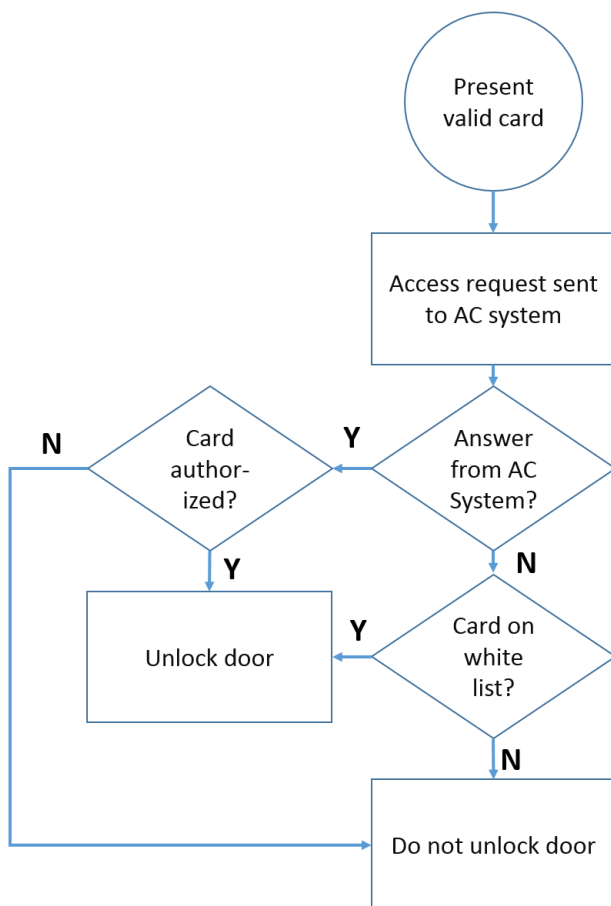 Present
valid card
Access request sent
to AC system
N
Card
author-
ized?
Y
Answer
from AC
System?
Y
N
Unlock door
Y
Card on
white
list?
N
Do not unlock door